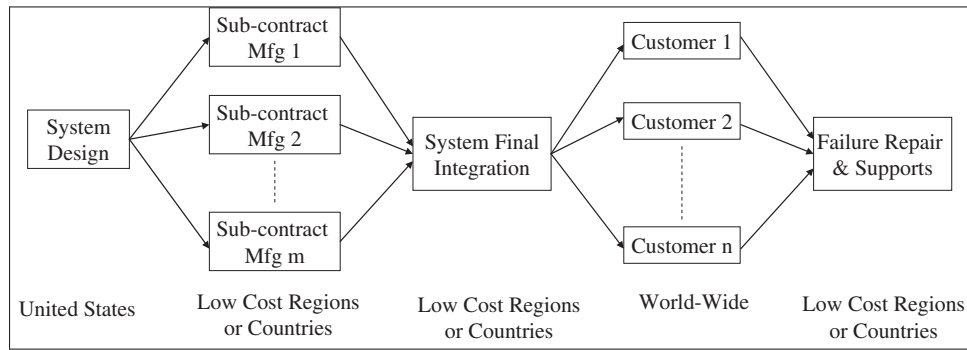 System
Design
Sub-contract
Mfg 1
Sub-contract
Mfg 2
Sub-contract
Mfg m
System Final
Integration
Customer 1
Customer 2
Customer n
Failure Repair
& Supports
United States
Low Cost Regions
or Countries
Low Cost Regions
or Countries
World-Wide
Low Cost Regions
or Countries